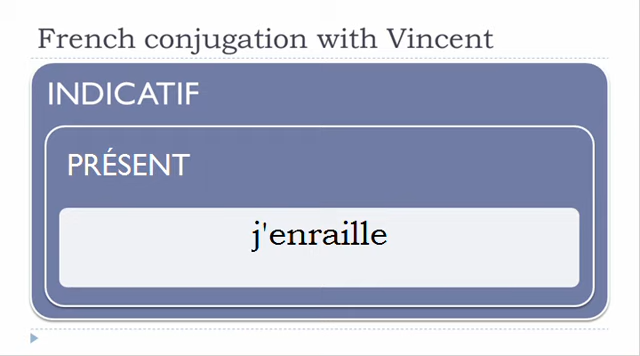 French conjugation with Vincent
INDICATIF
PRÉSENT
j'enraille